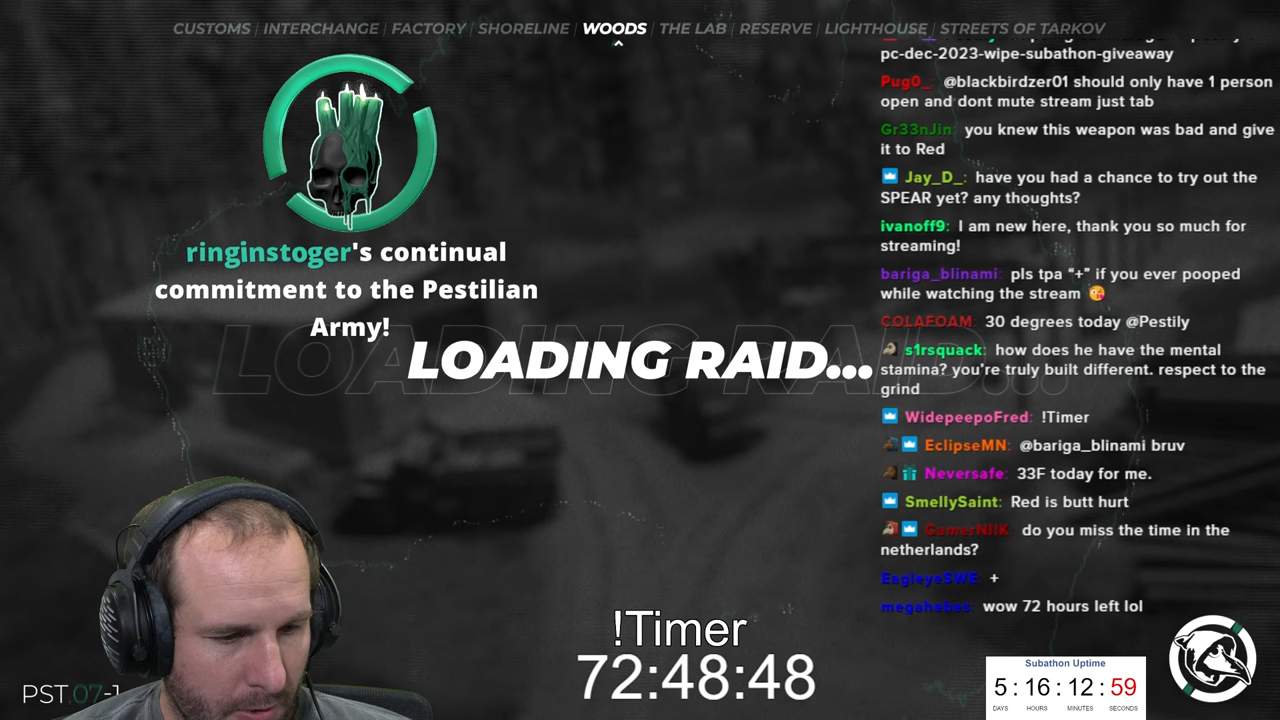 CUSTOMS | INTERCHANGE | FACTORY | SHORELINE | WOODS | THE LAB | RESERVE | LIGHTHOUSE | STREETS OF TARKOV
pc-dec-2023-wipe-subathon-giveaway
Pug0_: @blackbirdzer01 should only have 1 person
open and dont mute stream just tab
Gr33nJin: you knew this weapon was bad and give
it to Red
Jay_D_: have you had a chance to try out the
SPEAR yet? any thoughts?
ivanoff9: I am new here, thank you so much for
streaming!
bariga_blinami: pls tpa “+” if you ever pooped
while watching the stream 😘
COLAFOAM: 30 degrees today @Pestily
s1rsquack: how does he have the mental
stamina? you’re truly built different. respect to the
grind
WidepeepoFred: !Timer
EclipseMN: @bariga_blinami bruv
Neversafe: 33F today for me.
SmellySaint: Red is butt hurt
GamerNIIK: do you miss the time in the
netherlands?
EagleyeSWE: +
megahabes: wow 72 hours left lol
ringinstoger's continual
commitment to the Pestilian
Army!
LOADING RAID...
LOADING RAID...
!Timer
72:48:48
PST.07-1
Subathon Uptime
5 : 16 : 12 : 59
DAYS HOURS MINUTES SECONDS